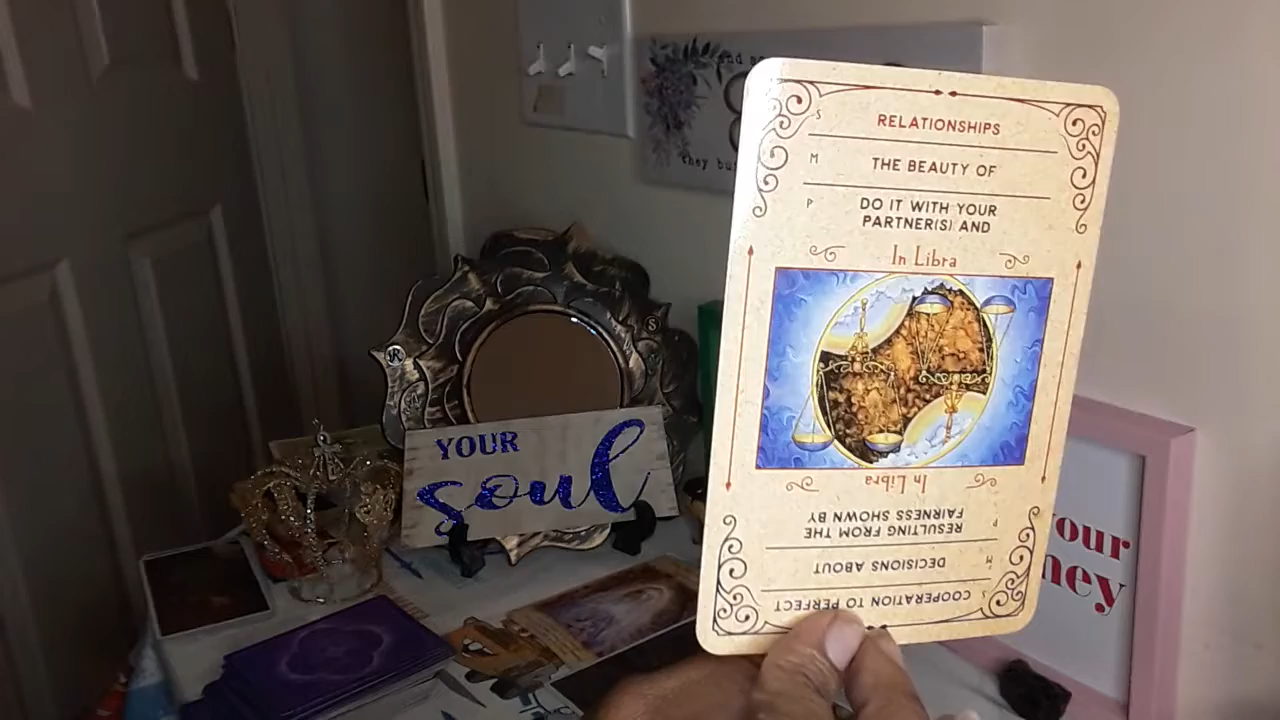 they bu
S RELATIONSHIPS
M THE BEAUTY OF
P DO IT WITH YOUR
PARTNER(S) AND
In Libra
In Libra
P RESULTING FROM THE
FAIRNESS SHOWN BY
M DECISIONS ABOUT
S COOPERATION TO PERFECT
YOUR
soul
our
ney